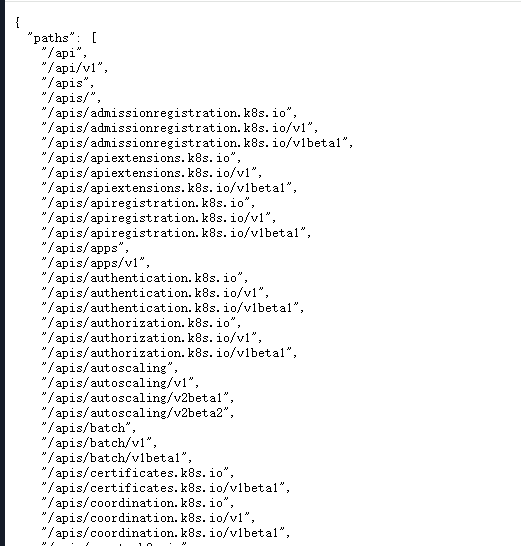 {
"paths": [
"/api",
"/api/v1",
"/apis",
"/apis/",
"/apis/admissionregistration.k8s.io",
"/apis/admissionregistration.k8s.io/v1",
"/apis/admissionregistration.k8s.io/v1beta1",
"/apis/apiextensions.k8s.io",
"/apis/apiextensions.k8s.io/v1",
"/apis/apiextensions.k8s.io/v1beta1",
"/apis/apiregistration.k8s.io",
"/apis/apiregistration.k8s.io/v1",
"/apis/apiregistration.k8s.io/v1beta1",
"/apis/apps",
"/apis/apps/v1",
"/apis/authentication.k8s.io",
"/apis/authentication.k8s.io/v1",
"/apis/authentication.k8s.io/v1beta1",
"/apis/authorization.k8s.io",
"/apis/authorization.k8s.io/v1",
"/apis/authorization.k8s.io/v1beta1",
"/apis/autoscaling",
"/apis/autoscaling/v1",
"/apis/autoscaling/v2beta1",
"/apis/autoscaling/v2beta2",
"/apis/batch",
"/apis/batch/v1",
"/apis/batch/v1beta1",
"/apis/certificates.k8s.io",
"/apis/certificates.k8s.io/v1beta1",
"/apis/coordination.k8s.io",
"/apis/coordination.k8s.io/v1",
"/apis/coordination.k8s.io/v1beta1",